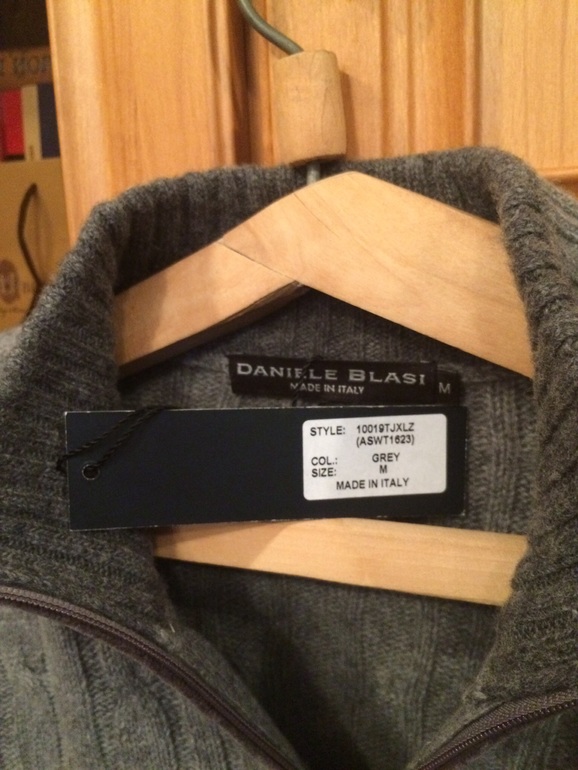 DANIELE BLASI
MADE IN ITALY
M
STYLE: 10019TJXLZ
(ASWT1623)
COL.: GREY
SIZE: M
MADE IN ITALY